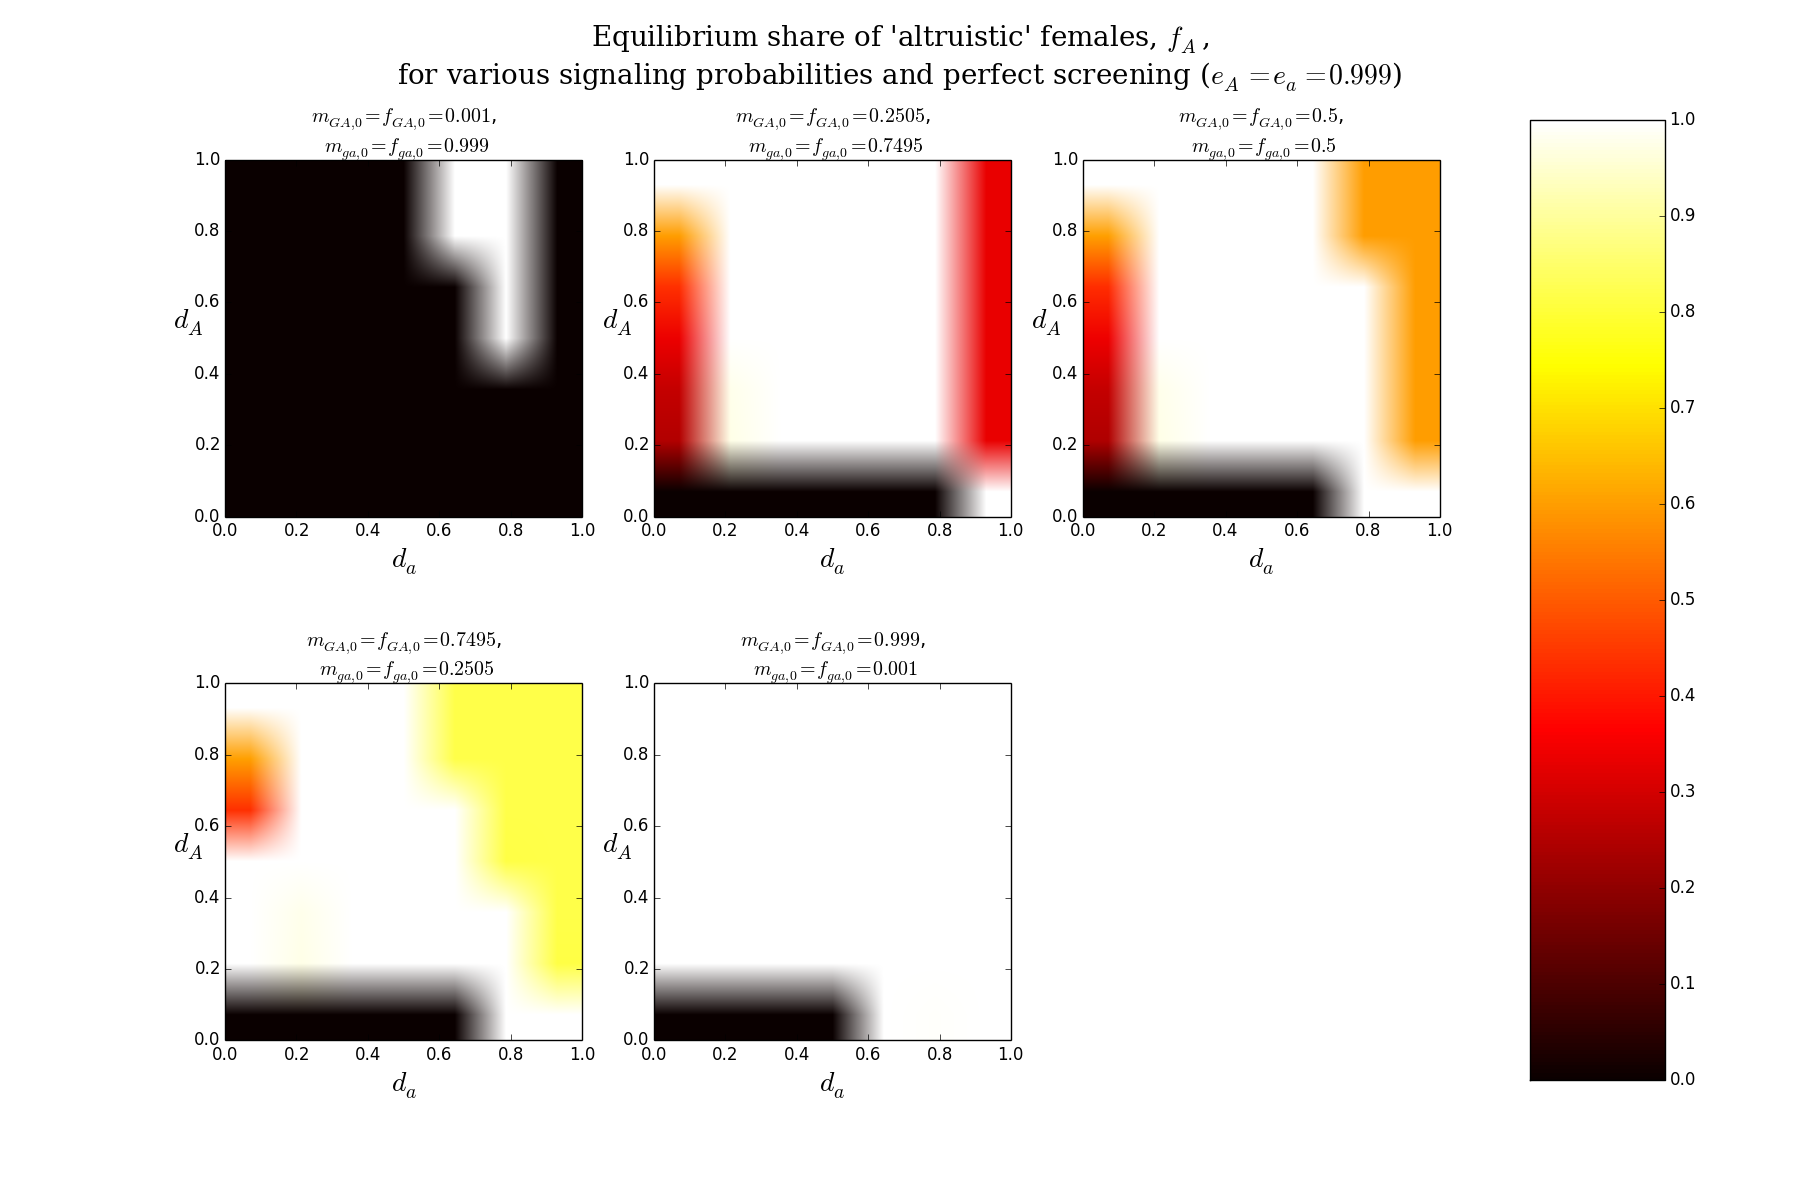 Equilibrium share of 'altruistic' females, f_A,
for various signaling probabilities and perfect screening (e_A = e_a = 0.999)
m_GA,0 = f_GA,0 = 0.001,
m_ga,0 = f_ga,0 = 0.999
1.0
0.8
0.6
d_A
0.4
0.2
0.0
0.0 0.2 0.4 0.6 0.8 1.0
d_a
m_GA,0 = f_GA,0 = 0.2505,
m_ga,0 = f_ga,0 = 0.7495
1.0
0.8
0.6
d_A
0.4
0.2
0.0
0.0 0.2 0.4 0.6 0.8 1.0
d_a
m_GA,0 = f_GA,0 = 0.5,
m_ga,0 = f_ga,0 = 0.5
1.0
0.8
0.6
d_A
0.4
0.2
0.0
0.0 0.2 0.4 0.6 0.8 1.0
d_a
m_GA,0 = f_GA,0 = 0.7495,
m_ga,0 = f_ga,0 = 0.2505
1.0
0.8
0.6
d_A
0.4
0.2
0.0
0.0 0.2 0.4 0.6 0.8 1.0
d_a
m_GA,0 = f_GA,0 = 0.999,
m_ga,0 = f_ga,0 = 0.001
1.0
0.8
0.6
d_A
0.4
0.2
0.0
0.0 0.2 0.4 0.6 0.8 1.0
d_a
1.0
0.9
0.8
0.7
0.6
0.5
0.4
0.3
0.2
0.1
0.0